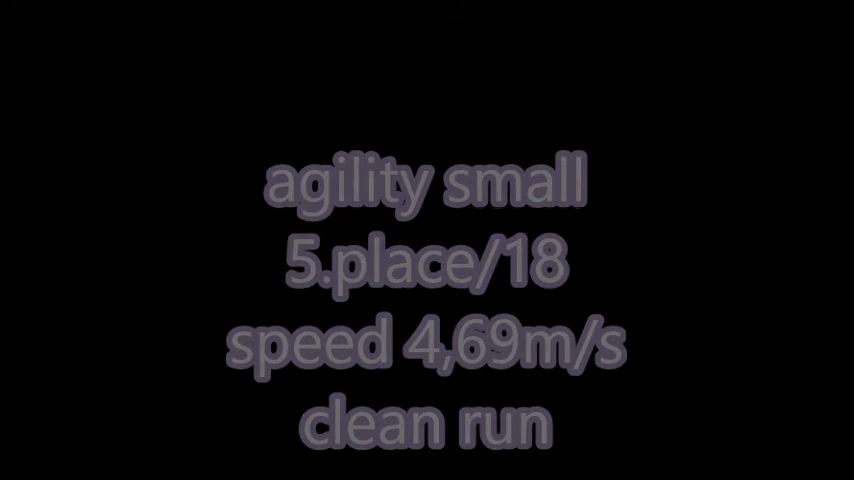 agility small
5.place/18
speed 4,69m/s
clean run